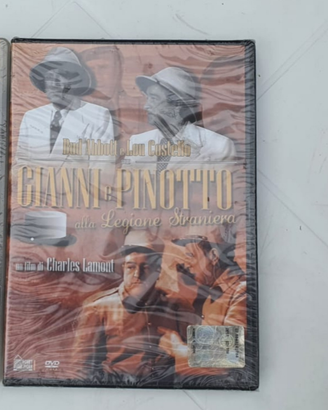 Bud Abbott Lou Costello
GIANNI e PINOTTO
alla Legione Straniera
un film di Charles Lamont
DVD